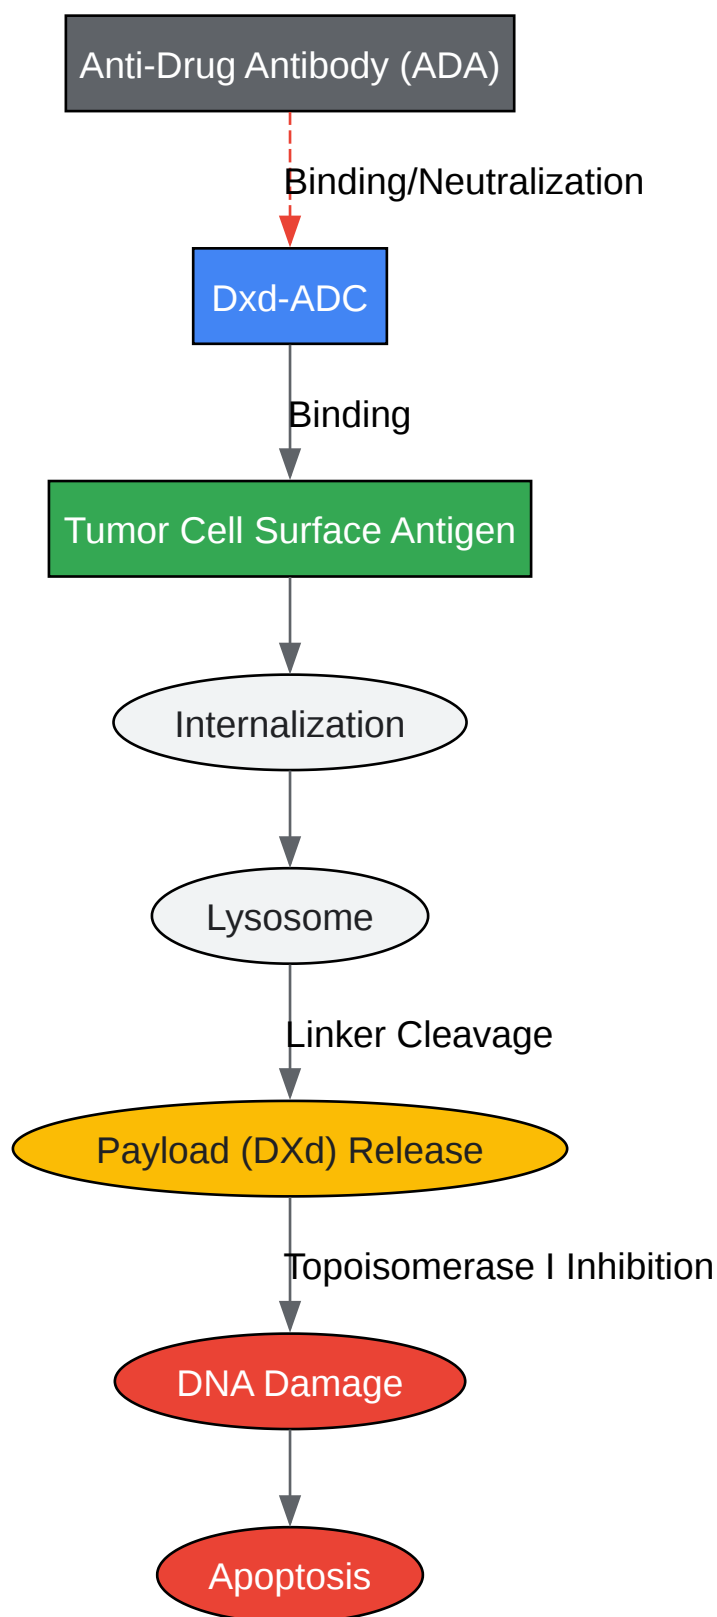 Anti-Drug Antibody (ADA)
Binding/Neutralization
Dxd-ADC
Binding
Tumor Cell Surface Antigen
Internalization
Lysosome
Linker Cleavage
Payload (DXd) Release
Topoisomerase I Inhibition
DNA Damage
Apoptosis